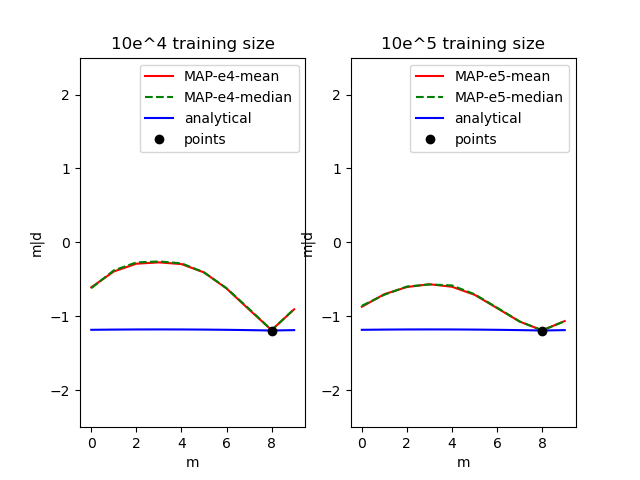 10e^4 training size
MAP-e4-mean
MAP-e4-median
analytical
points
2
1
0
−1
−2
m|d
0
2
4
6
8
m
10e^5 training size
MAP-e5-mean
MAP-e5-median
analytical
points
2
1
0
−1
−2
m|d
0
2
4
6
8
m